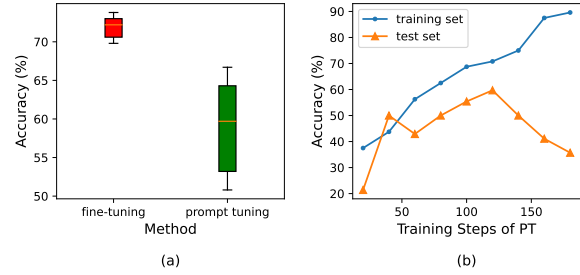 Accuracy (%)
70
65
60
55
50
fine-tuning
prompt tuning
Method
(a)
Accuracy (%)
90
80
70
60
50
40
30
20
training set
test set
50
100
150
Training Steps of PT
(b)